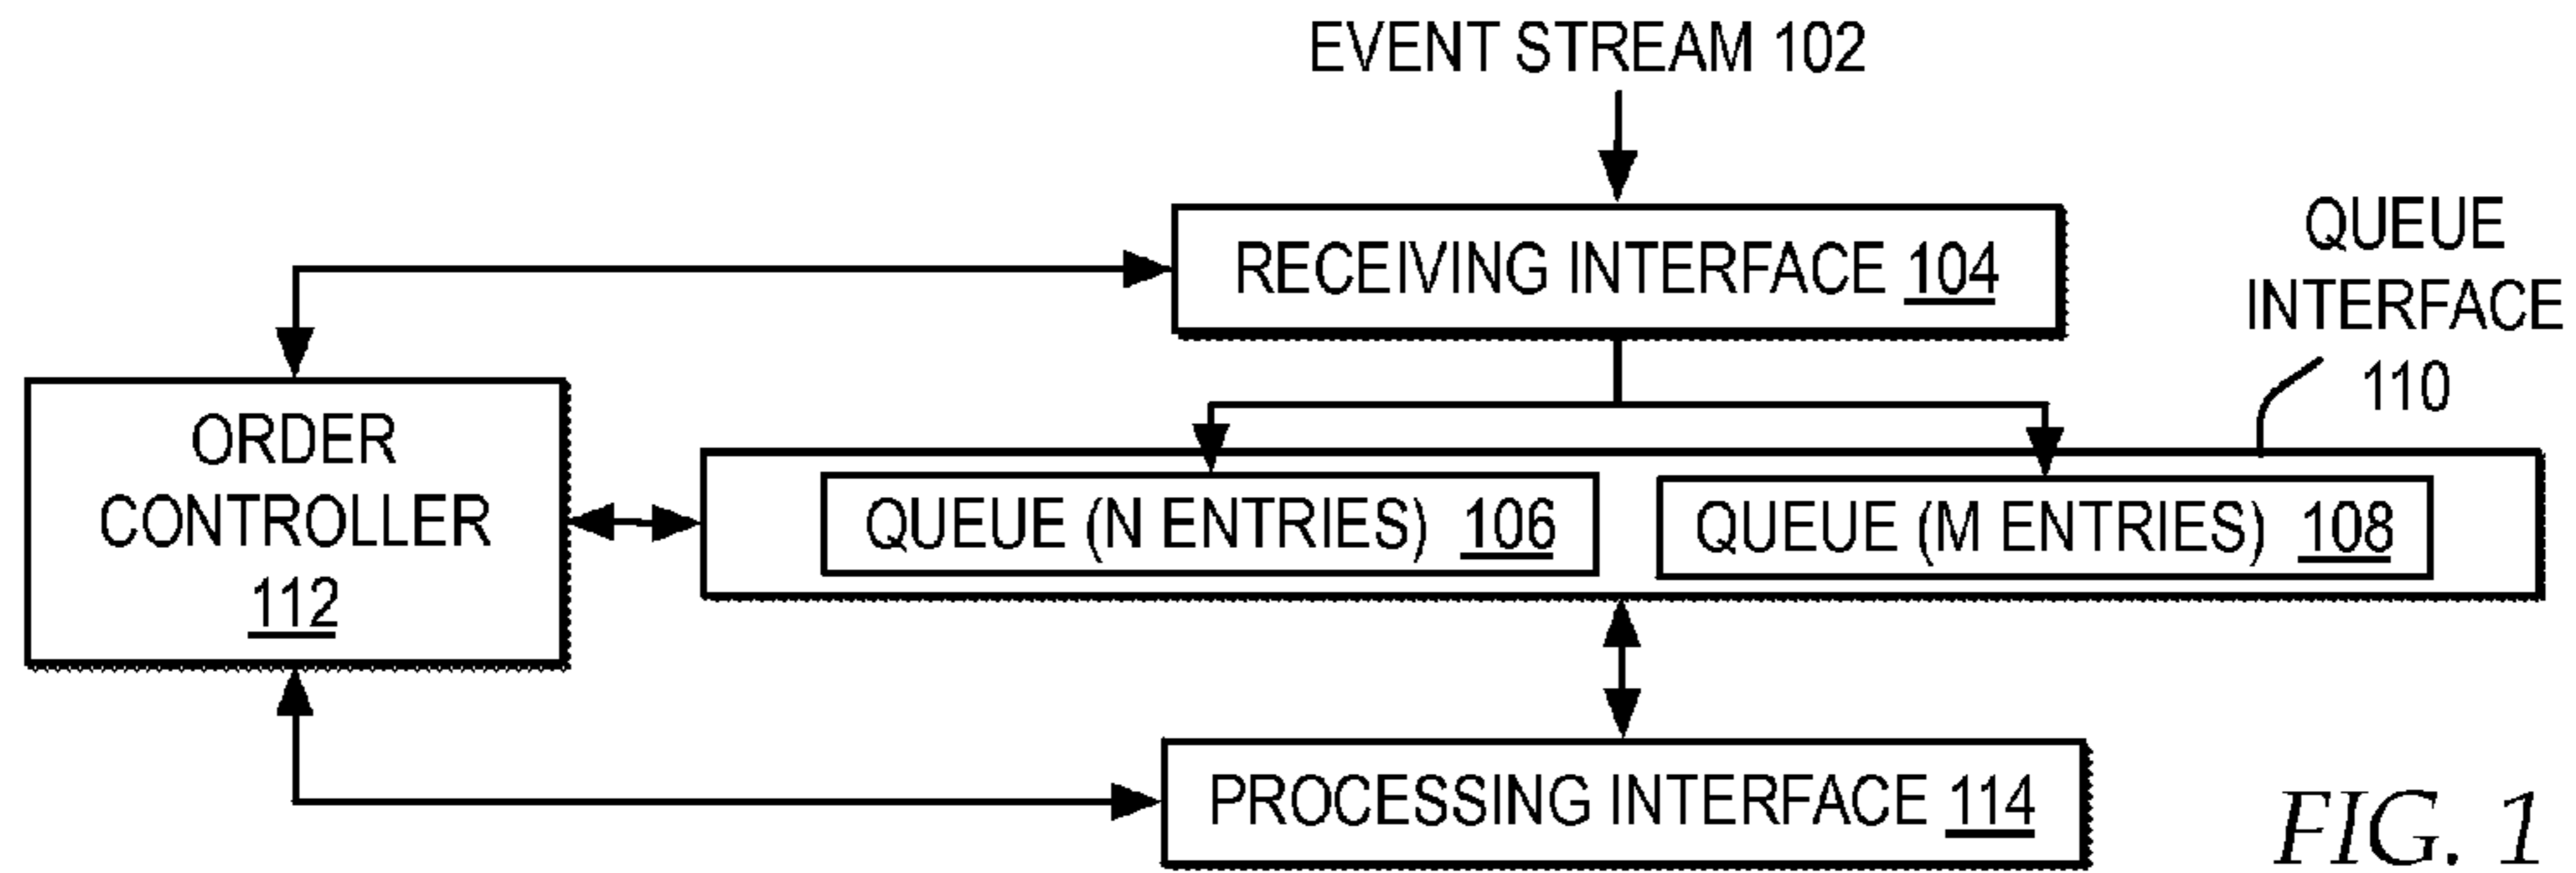 EVENT STREAM 102
RECEIVING INTERFACE 104
QUEUE
INTERFACE
110
ORDER
CONTROLLER
112
QUEUE (N ENTRIES) 106
QUEUE (M ENTRIES) 108
PROCESSING INTERFACE 114
FIG. 1